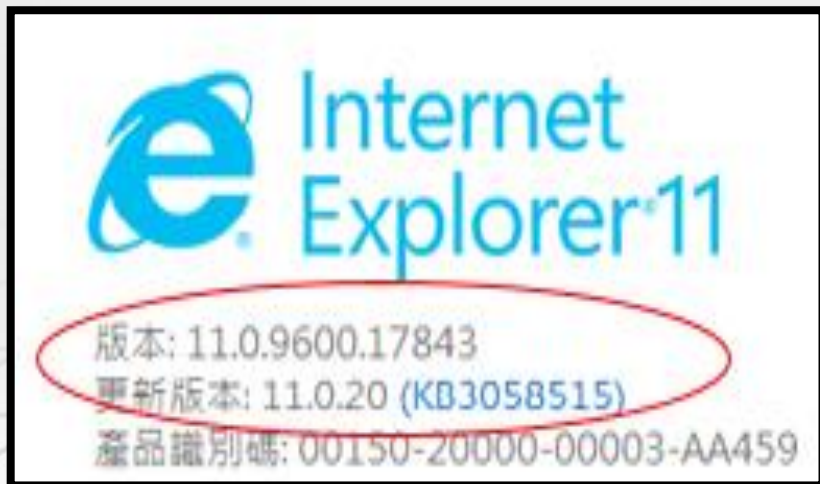 Internet
Explorer 11
版本: 11.0.9600.17843
更新版本: 11.0.20 (KB3058515)
產品識別碼: 00150-20000-00003-AA459